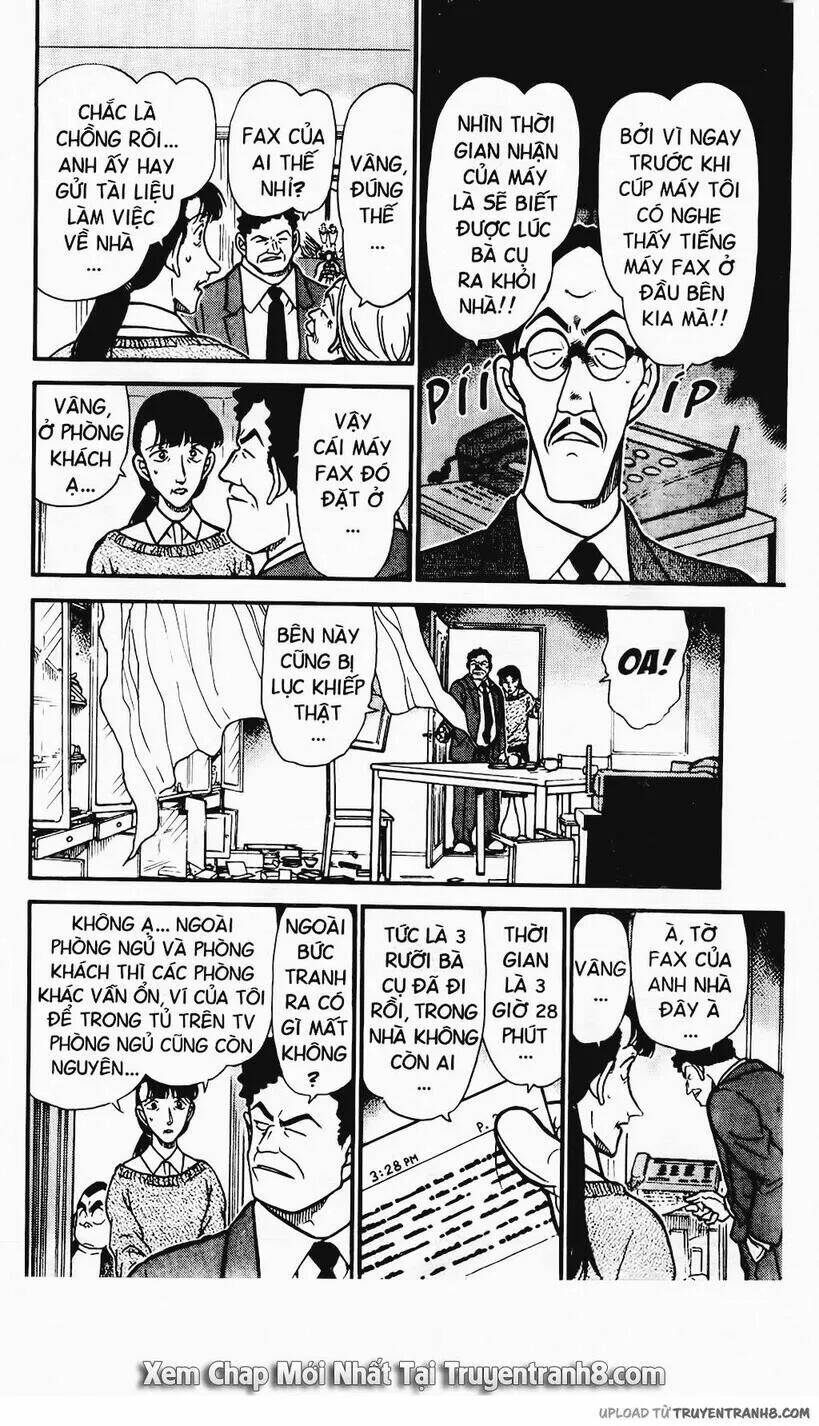 BỞI VÌ NGAY
TRƯỚC KHI
CÚP MÁY TÔI
CÓ NGHE
THẤY TIẾNG
MÁY FAX Ở
ĐẦU BÊN
KIA MÀ!!
NHÌN THỜI
GIAN NHẬN
CỦA MÁY
LÀ SẼ BIẾT
ĐƯỢC LÚC
BÀ CỤ
RA KHỎI
NHÀ!!
PÍ Í
ÍP
VÂNG,
ĐÚNG
THẾ
...
FAX CỦA
AI THẾ
NHỈ?
CHẮC LÀ
CHỒNG RÔI...
ANH ẤY HAY
GỬI TÀI LIỆU
LÀM VIỆC
VỀ NHÀ
...
VẬY
CÁI MÁY
FAX ĐÓ
ĐẶT Ở
...
VÂNG,
Ở PHÒNG
KHÁCH
Ạ...
OA!
BÊN NÀY
CŨNG BỊ
LỤC KHIẾP
THẬT
...
À, TỜ
FAX CỦA
ANH NHÀ
ĐÂY À
...
VÂNG
...
THỜI
GIAN
LÀ 3
GIỜ 28
PHÚT
...
TỨC LÀ 3
RƯỠI BÀ
CỤ ĐÃ ĐI
RỒI, TRONG
NHÀ KHÔNG
CÒN AI
...
3:28 PM
P.
NGOÀI
BỨC
TRANH
RA CÓ
GÌ MẤT
KHÔNG
?
KHÔNG Ạ... NGOÀI
PHÒNG NGỦ VÀ PHÒNG
KHÁCH THÌ CÁC PHÒNG
KHÁC VẪN ỔN, VÍ CỦA TÔI
ĐỂ TRONG TỦ TRÊN TV
PHÒNG NGỦ CŨNG CÒN
NGUYÊN...
Xem Chap Mới Nhất Tại Truyentranh8.com
UPLOAD TỪ TRUYENTRANH8.COM